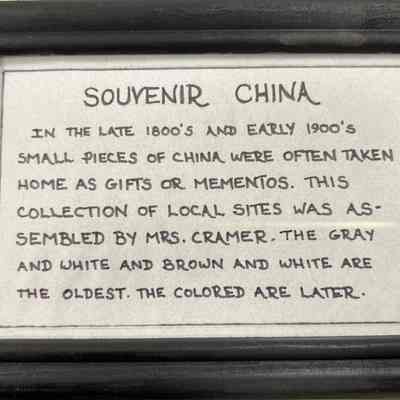 SOUVENIR CHINA
IN THE LATE 1800'S AND EARLY 1900'S
SMALL PIECES OF CHINA WERE OFTEN TAKEN
HOME AS GIFTS OR MEMENTOS. THIS
COLLECTION OF LOCAL SITES WAS AS-
SEMBLED BY MRS. CRAMER. THE GRAY
AND WHITE AND BROWN AND WHITE ARE
THE OLDEST. THE COLORED ARE LATER.